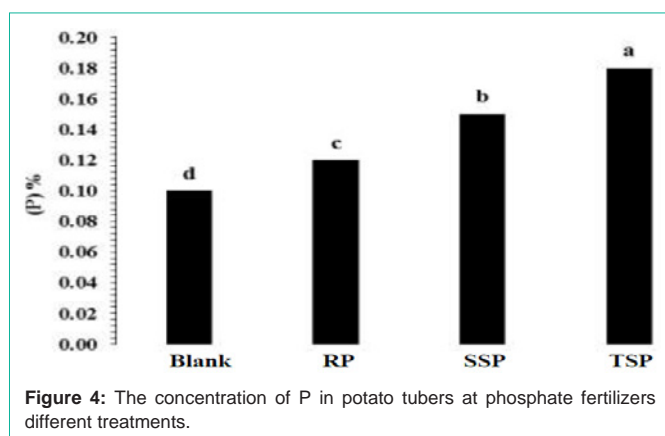 0.20
0.18
0.16
0.14
0.12
0.10
0.08
0.06
0.04
0.02
0.00
(P)%
d
c
b
a
Blank RP SSP TSP
Figure 4: The concentration of P in potato tubers at phosphate fertilizers
different treatments.